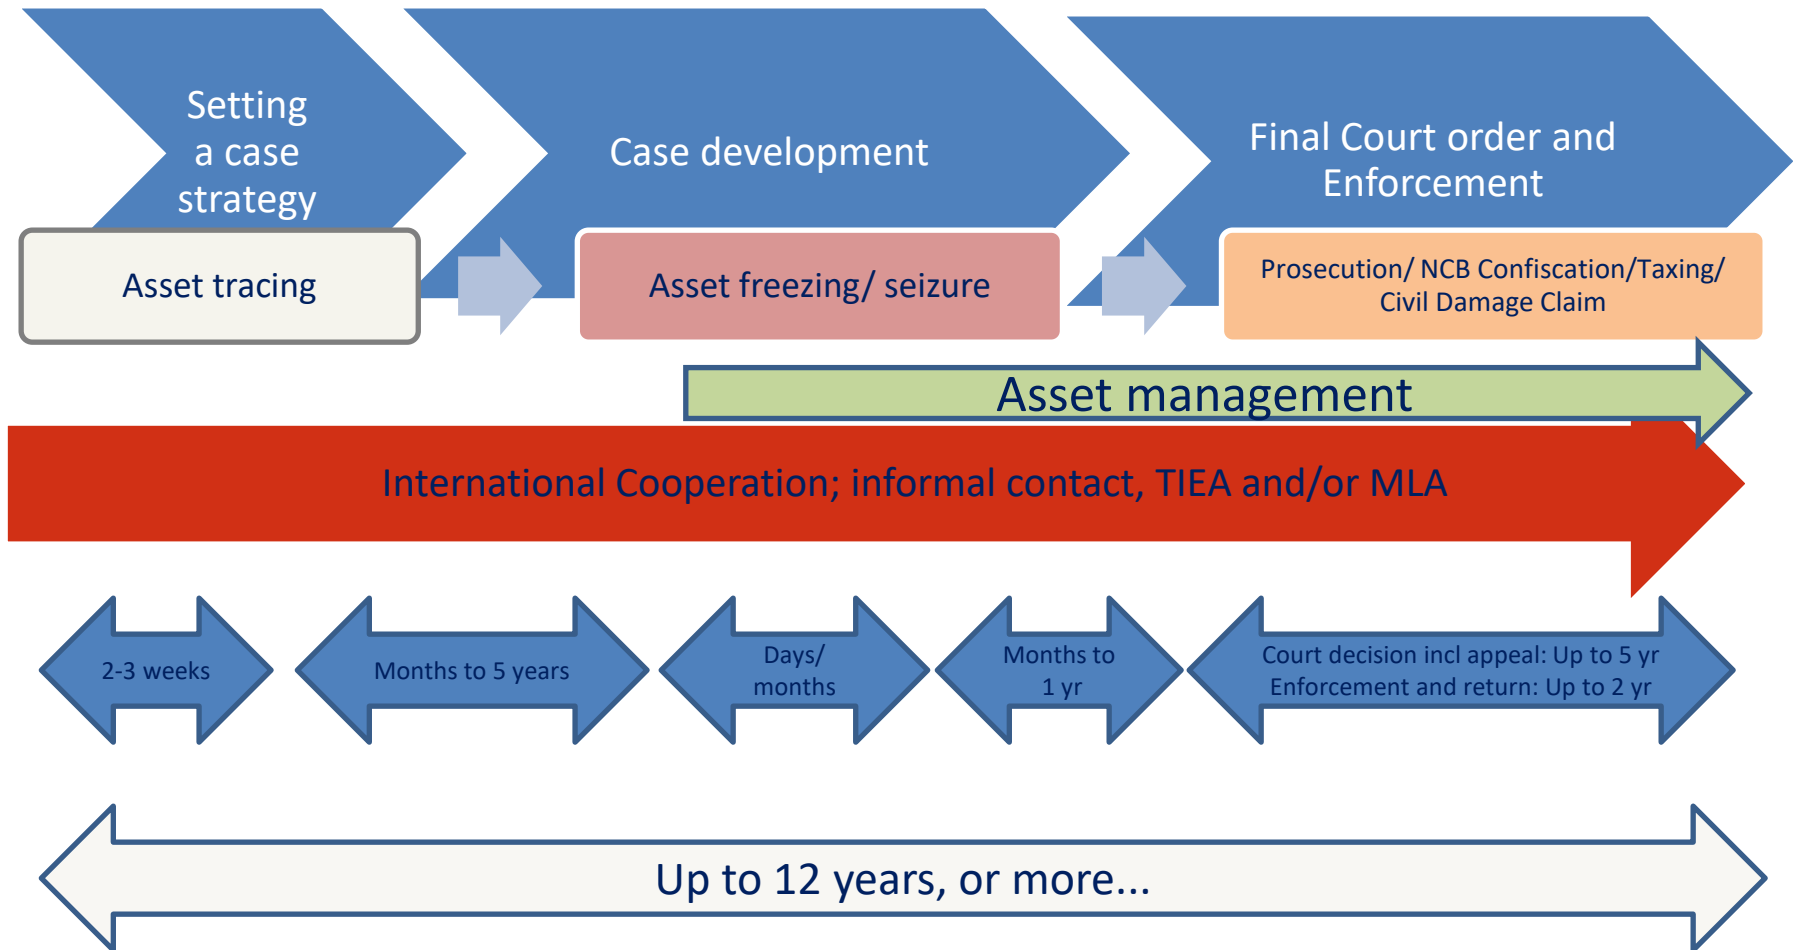 Setting
a case
strategy
Case development
Final Court order and
Enforcement
Asset tracing
Asset freezing/ seizure
Prosecution/ NCB Confiscation/Taxing/
Civil Damage Claim
Asset management
International Cooperation; informal contact, TIEA and/or MLA
2-3 weeks
Months to 5 years
Days/
months
Months to
1 yr
Court decision incl appeal: Up to 5 yr
Enforcement and return: Up to 2 yr
Up to 12 years, or more...